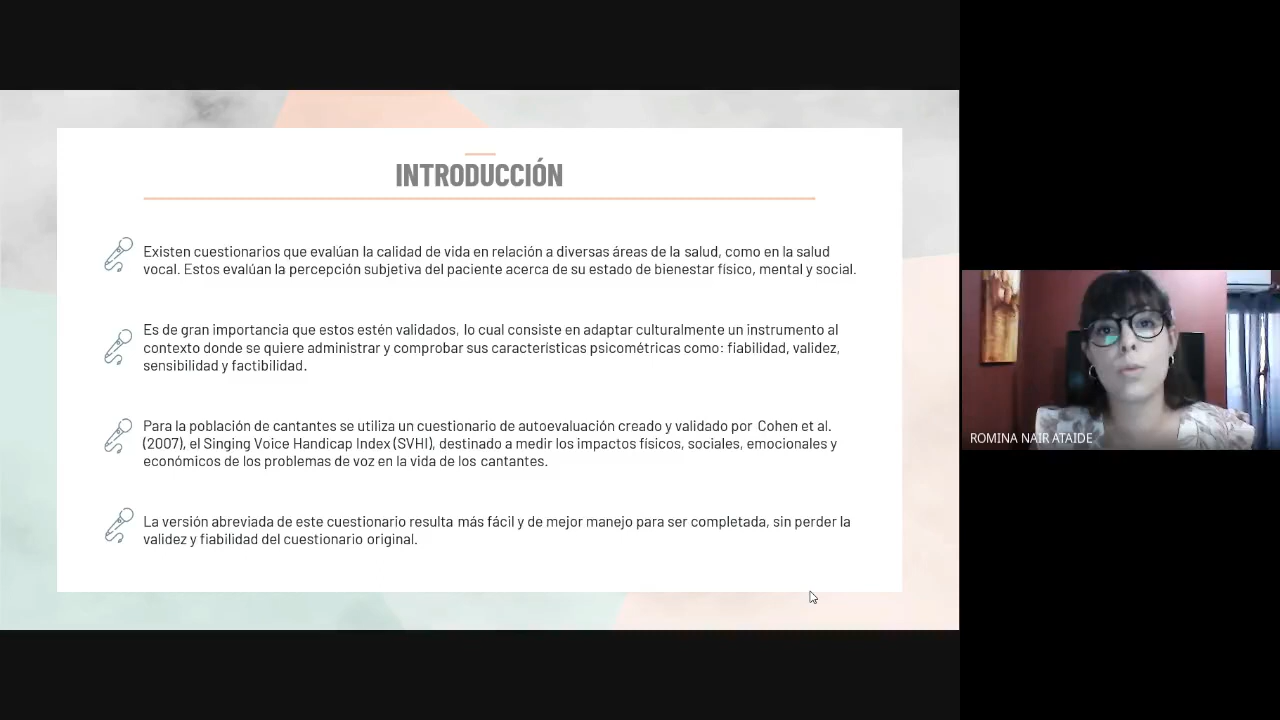 INTRODUCCIÓN
Existen cuestionarios que evalúan la calidad de vida en relación a diversas áreas de la salud, como en la salud
vocal. Estos evalúan la percepción subjetiva del paciente acerca de su estado de bienestar físico, mental y social.
Es de gran importancia que estos estén validados, lo cual consiste en adaptar culturalmente un instrumento al
contexto donde se quiere administrar y comprobar sus características psicométricas como: fiabilidad, validez,
sensibilidad y factibilidad.
Para la población de cantantes se utiliza un cuestionario de autoevaluación creado y validado por Cohen et al.
(2007), el Singing Voice Handicap Index (SVHI), destinado a medir los impactos físicos, sociales, emocionales y
económicos de los problemas de voz en la vida de los cantantes.
La versión abreviada de este cuestionario resulta más fácil y de mejor manejo para ser completada, sin perder la
validez y fiabilidad del cuestionario original.
ROMINA NAIR ATAIDE